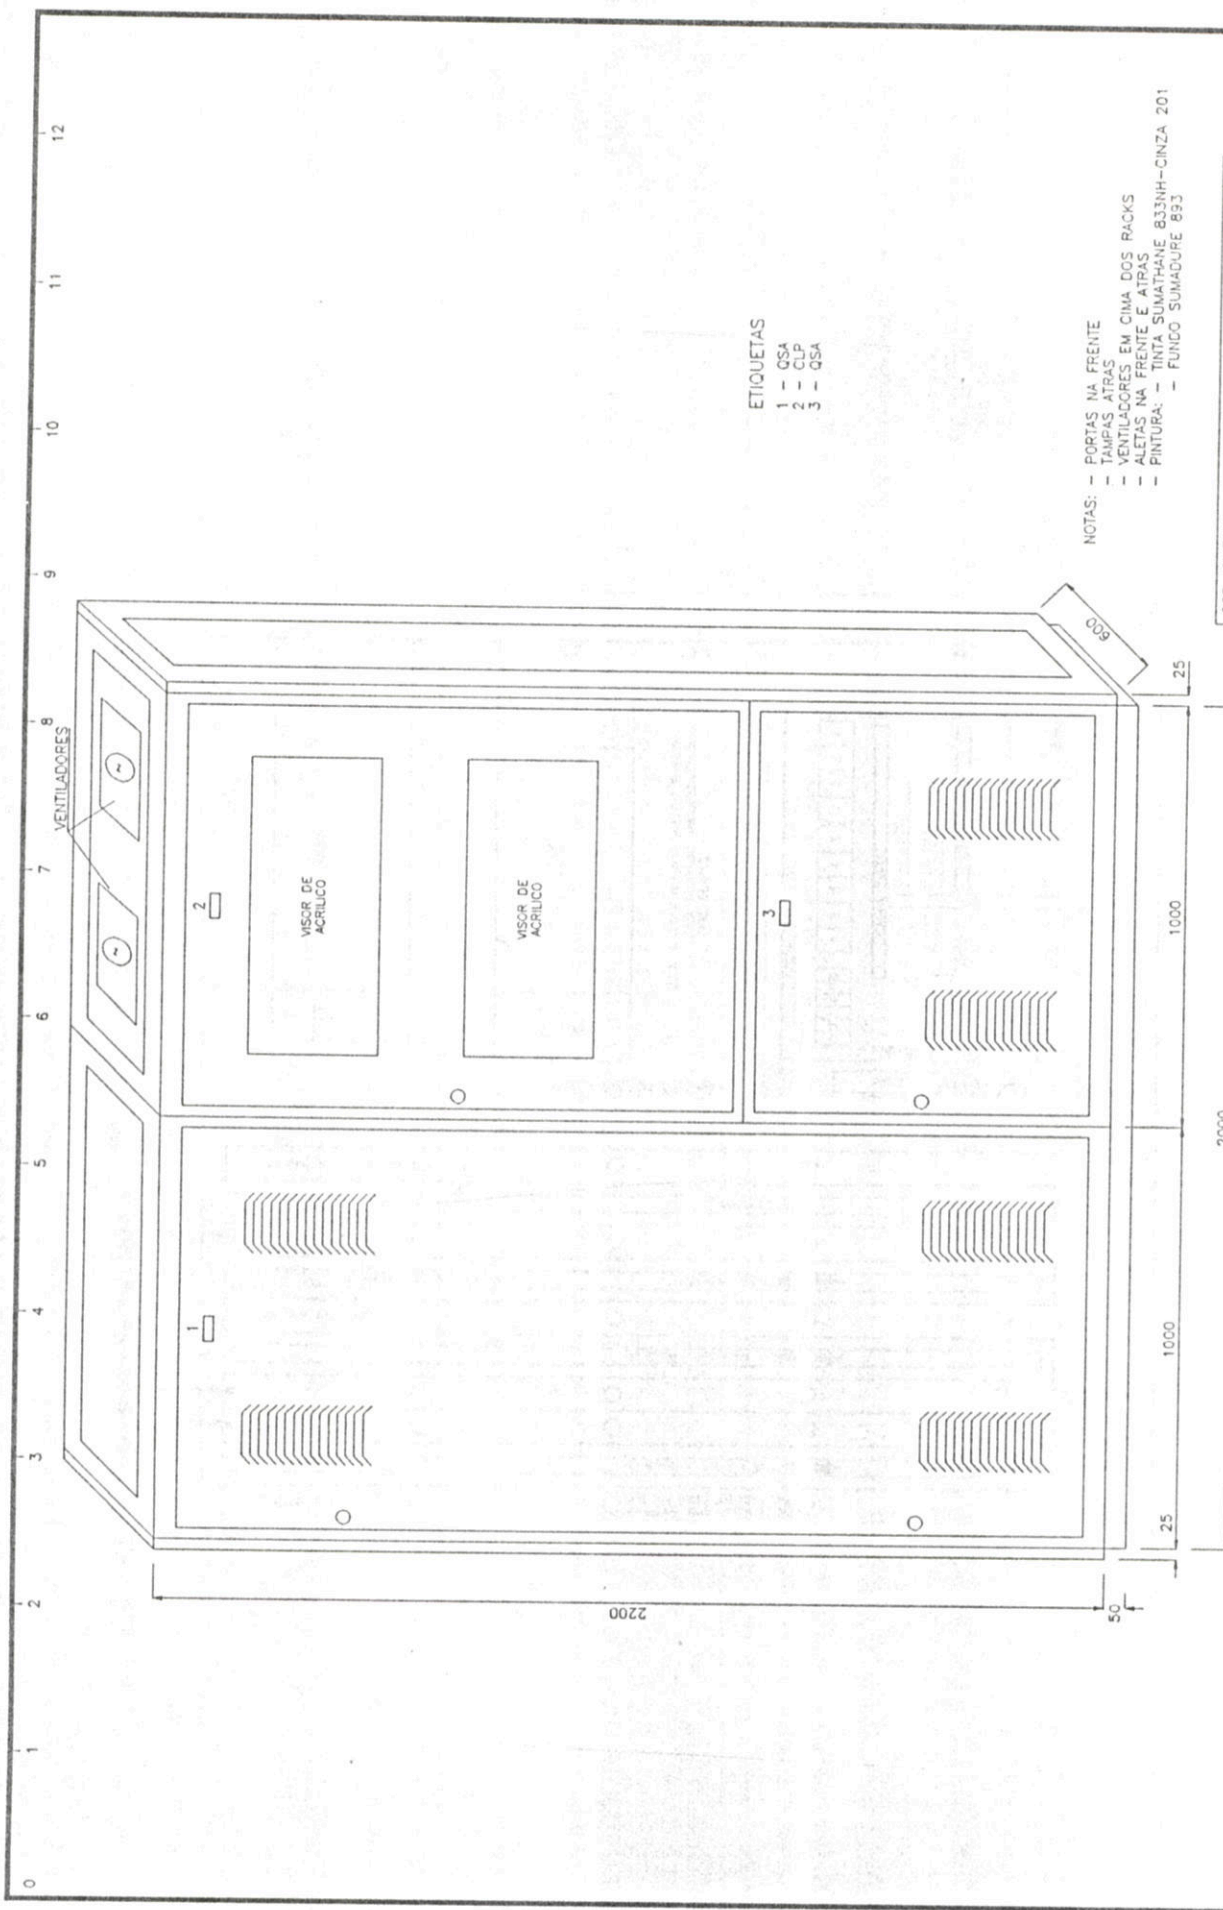 0 1 2 3 4 5 6 7 8 9 10 11 12
VENTILADORES
1
2
VISOR DE
ACRILICO
VISOR DE
ACRILICO
3
2200
50
25
1000
1000
25
600
ETIQUETAS
1 - QSA
2 - CLP
3 - QSA
NOTAS: - PORTAS NA FRENTE
- TAMPAS ATRAS
- VENTILADORES EM CIMA DOS RACKS
- ALETAS NA FRENTE E ATRAS
- PINTURA: - TINTA SUMATHANE 833NH-CINZA 201
- FUNDO SUMADURE 893